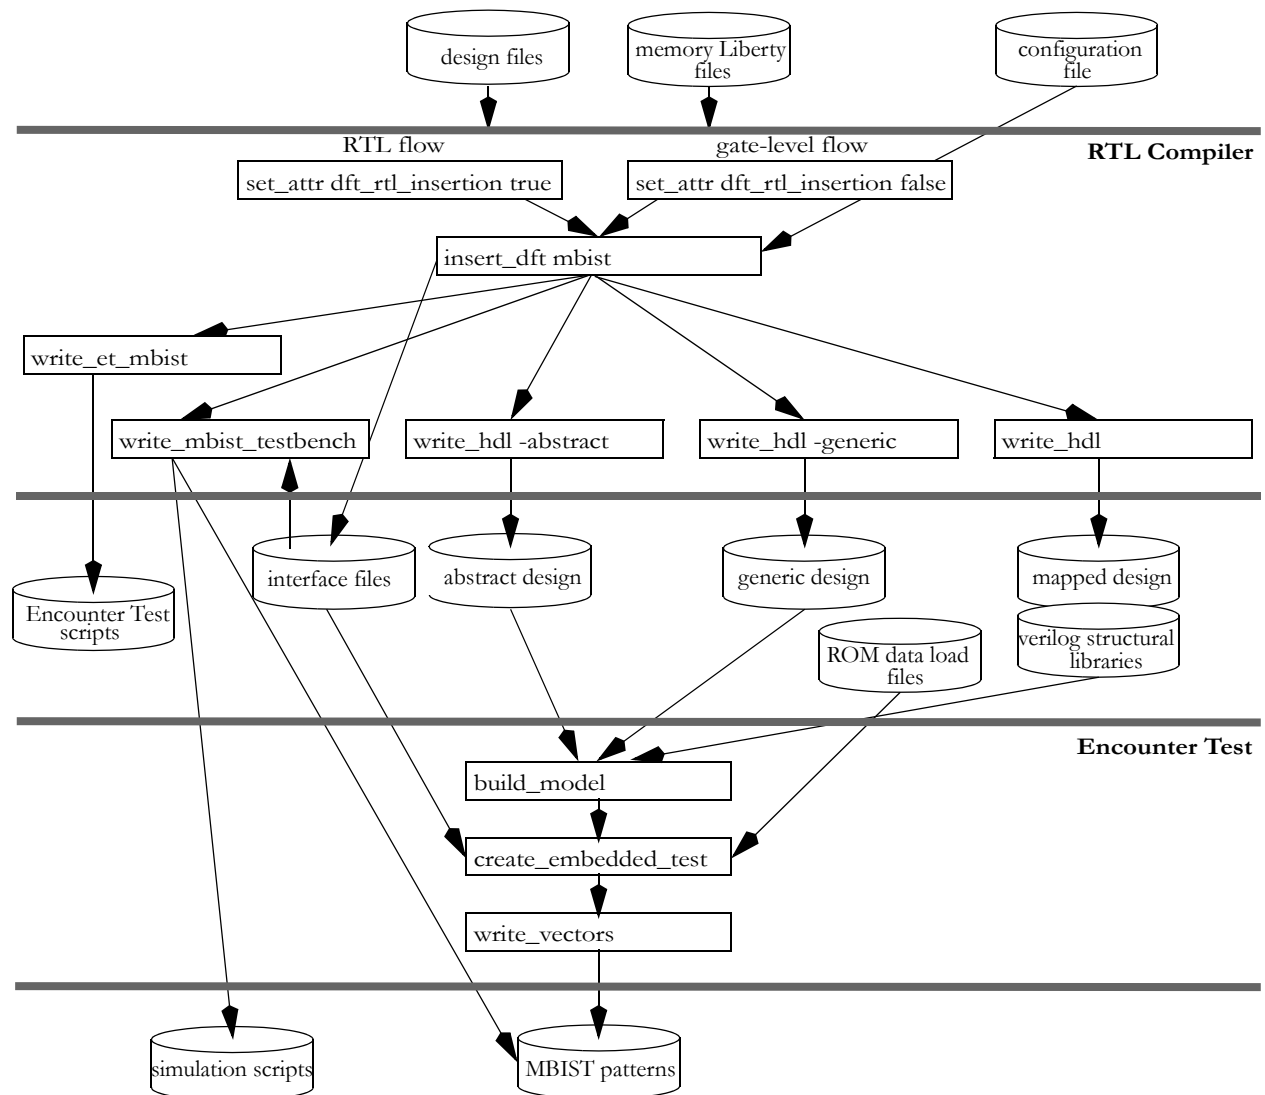 design files
memory Liberty
files
configuration
file
RTL flow
gate-level flow
RTL Compiler
set_attr dft_rtl_insertion true
set_attr dft_rtl_insertion false
insert_dft mbist
write_et_mbist
write_mbist_testbench
write_hdl -abstract
write_hdl -generic
write_hdl
interface files
abstract design
generic design
mapped design
Encounter Test
scripts
verilog structural
libraries
ROM data load
files
Encounter Test
build_model
create_embedded_test
write_vectors
simulation scripts
MBIST patterns